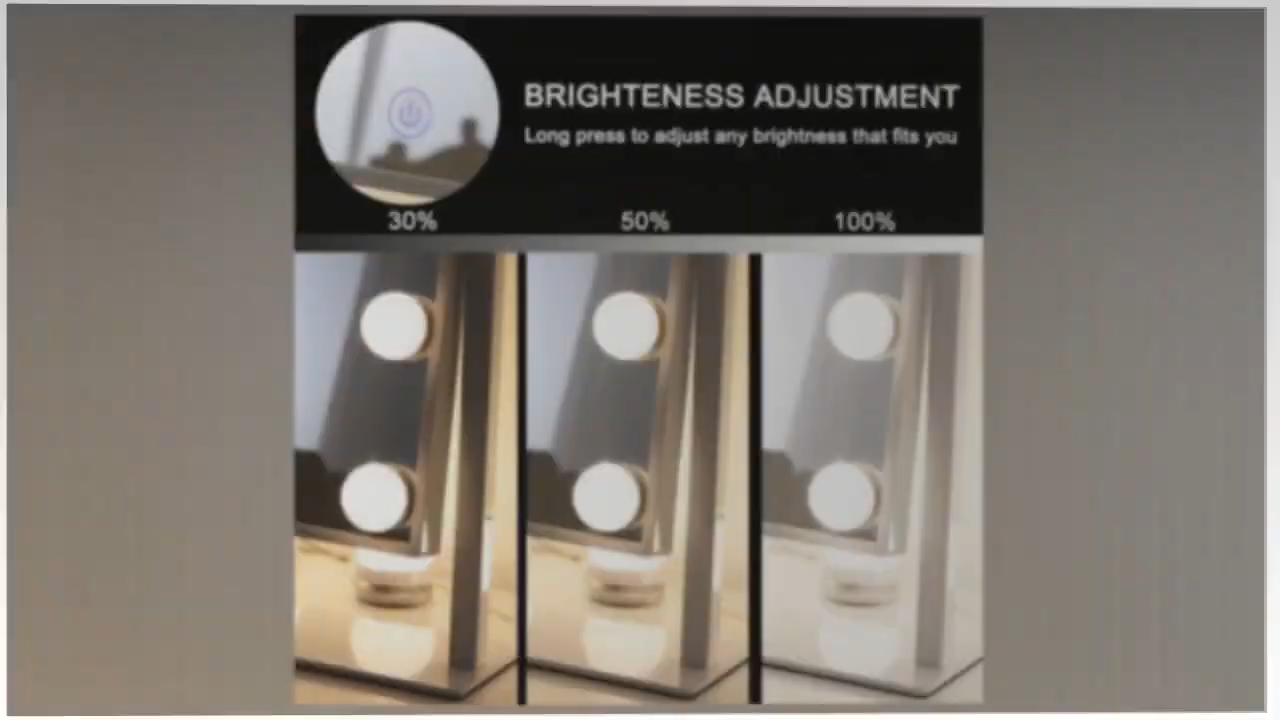 BRIGHTENESS ADJUSTMENT
Long press to adjust any brightness that fits you
30% 50% 100%